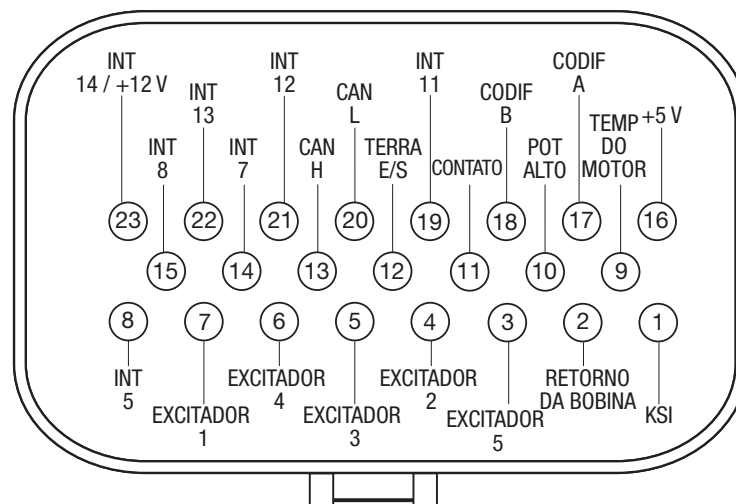 INT
14 / +12 V
INT
13
INT
12
CAN
L
INT
11
CODIF
B
CODIF
A
TEMP
DO
MOTOR
+5 V
INT
8
INT
7
CAN
H
TERRA
E/S
CONTATO
POT
ALTO
23
22
21
20
19
18
17
16
15
14
13
12
11
10
9
8
7
6
5
4
3
2
1
INT
5
EXCITADOR
1
EXCITADOR
4
EXCITADOR
3
EXCITADOR
2
EXCITADOR
5
RETORNO
DA BOBINA
KSI